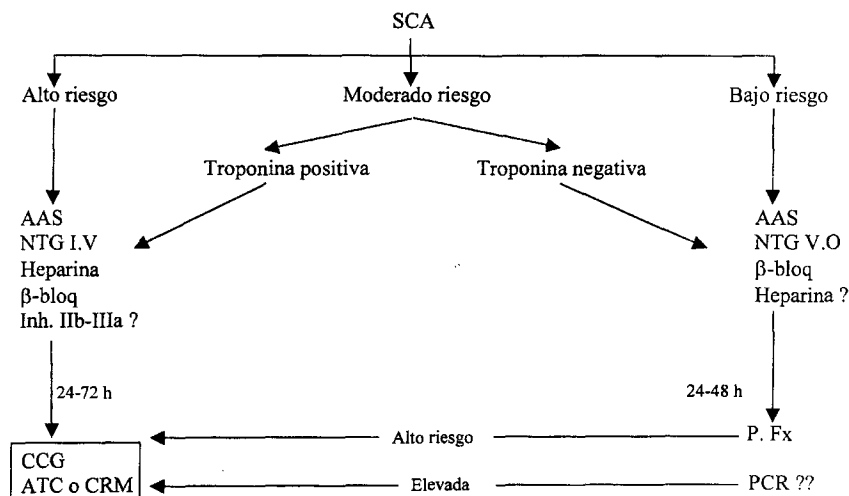 SCA
Alto riesgo Moderado riesgo Bajo riesgo
Troponina positiva Troponina negativa
AAS
NTG I.V
Heparina
β-bloq
Inh. IIb-IIIa ?
AAS
NTG V.O
β-bloq
Heparina ?
24-72 h 24-48 h
Alto riesgo P. Fx
CCG
ATC o CRM Elevada PCR ??